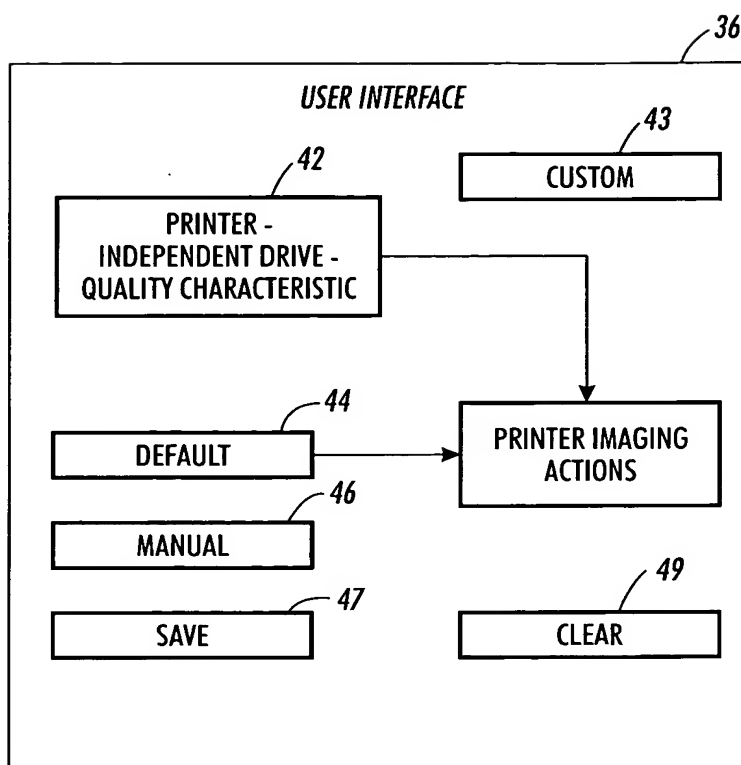 36
USER INTERFACE
43
CUSTOM
42
PRINTER -
INDEPENDENT DRIVE -
QUALITY CHARACTERISTIC
44
DEFAULT
PRINTER IMAGING
ACTIONS
46
MANUAL
47
SAVE
49
CLEAR